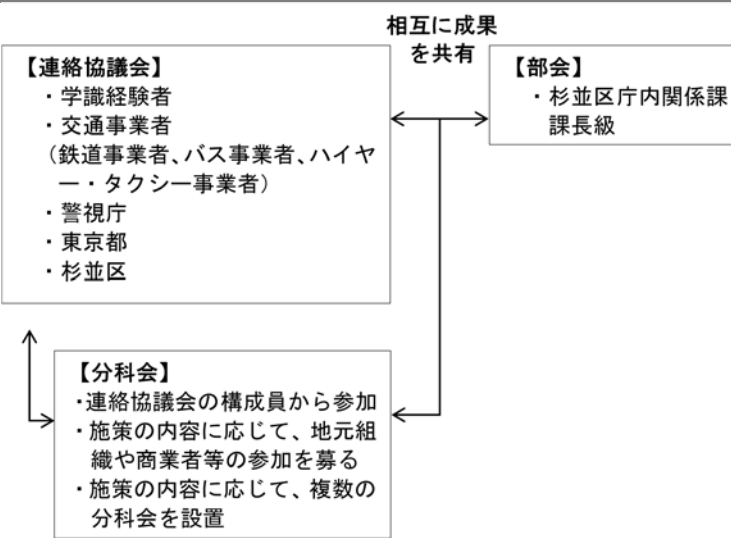 相互に成果
を共有
【連絡協議会】
・学識経験者
・交通事業者
（鉄道事業者、バス事業者、ハイヤ
ー・タクシー事業者）
・警視庁
・東京都
・杉並区
【部会】
・杉並区庁内関係課
課長級
【分科会】
・連絡協議会の構成員から参加
・施策の内容に応じて、地元組
織や商業者等の参加を募る
・施策の内容に応じて、複数の
分科会を設置